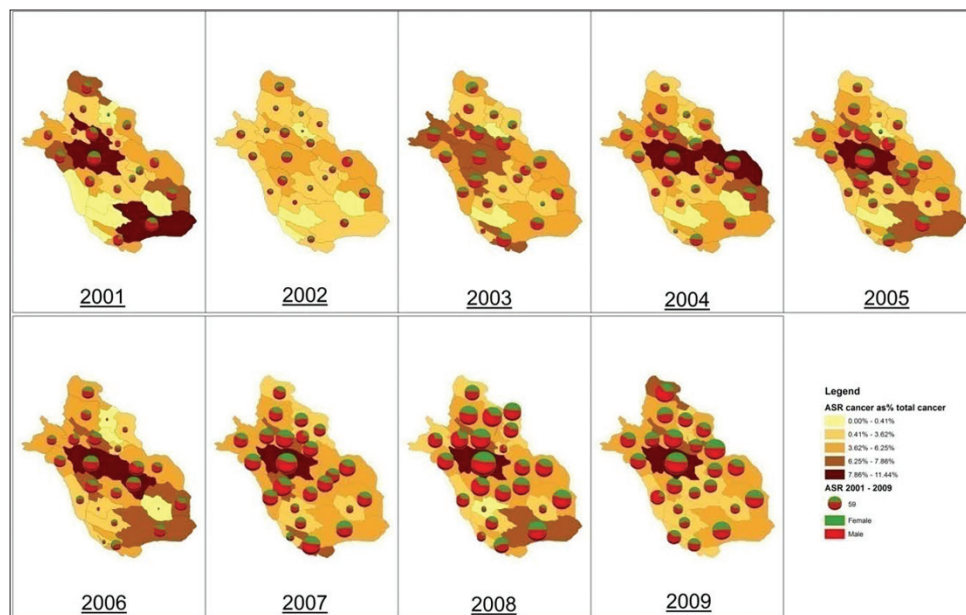 2001
2002
2003
2004
2005
2006
2007
2008
2009
Legend
ASR cancer as% total cancer
0.00% - 0.41%
0.41% - 3.62%
3.62% - 6.25%
6.25% - 7.86%
7.86% - 11.44%
ASR 2001 - 2009
59
Female
Male